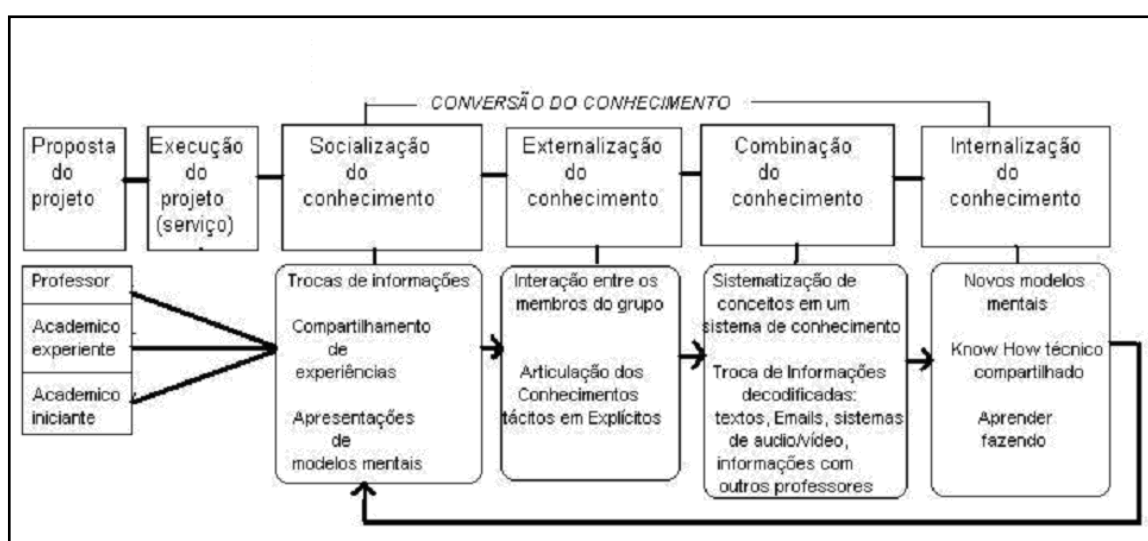 CONVERSÃO DO CONHECIMENTO
Proposta
do
projeto
Execução
do
projeto
(serviço)
Socialização
do
conhecimento
Externalização
do
conhecimento
Combinação
do
conhecimento
Internalização
do
conhecimento
Professor
Academico
experiente
Academico
iniciante
Trocas de informações
Compartilhamento
de
experiências
Apresentações
de
modelos mentais
Interação entre os
membros do grupo
Articulação dos
Conhecimentos
tácitos em Explícitos
Sistematização de
conceitos em um
sistema de conhecimento
Troca de Informações
decodificadas:
textos, Emails, sistemas
de audio/vídeo,
informações com
outros professores
Novos modelos
mentais
Know How técnico
compartilhado
Aprender
fazendo